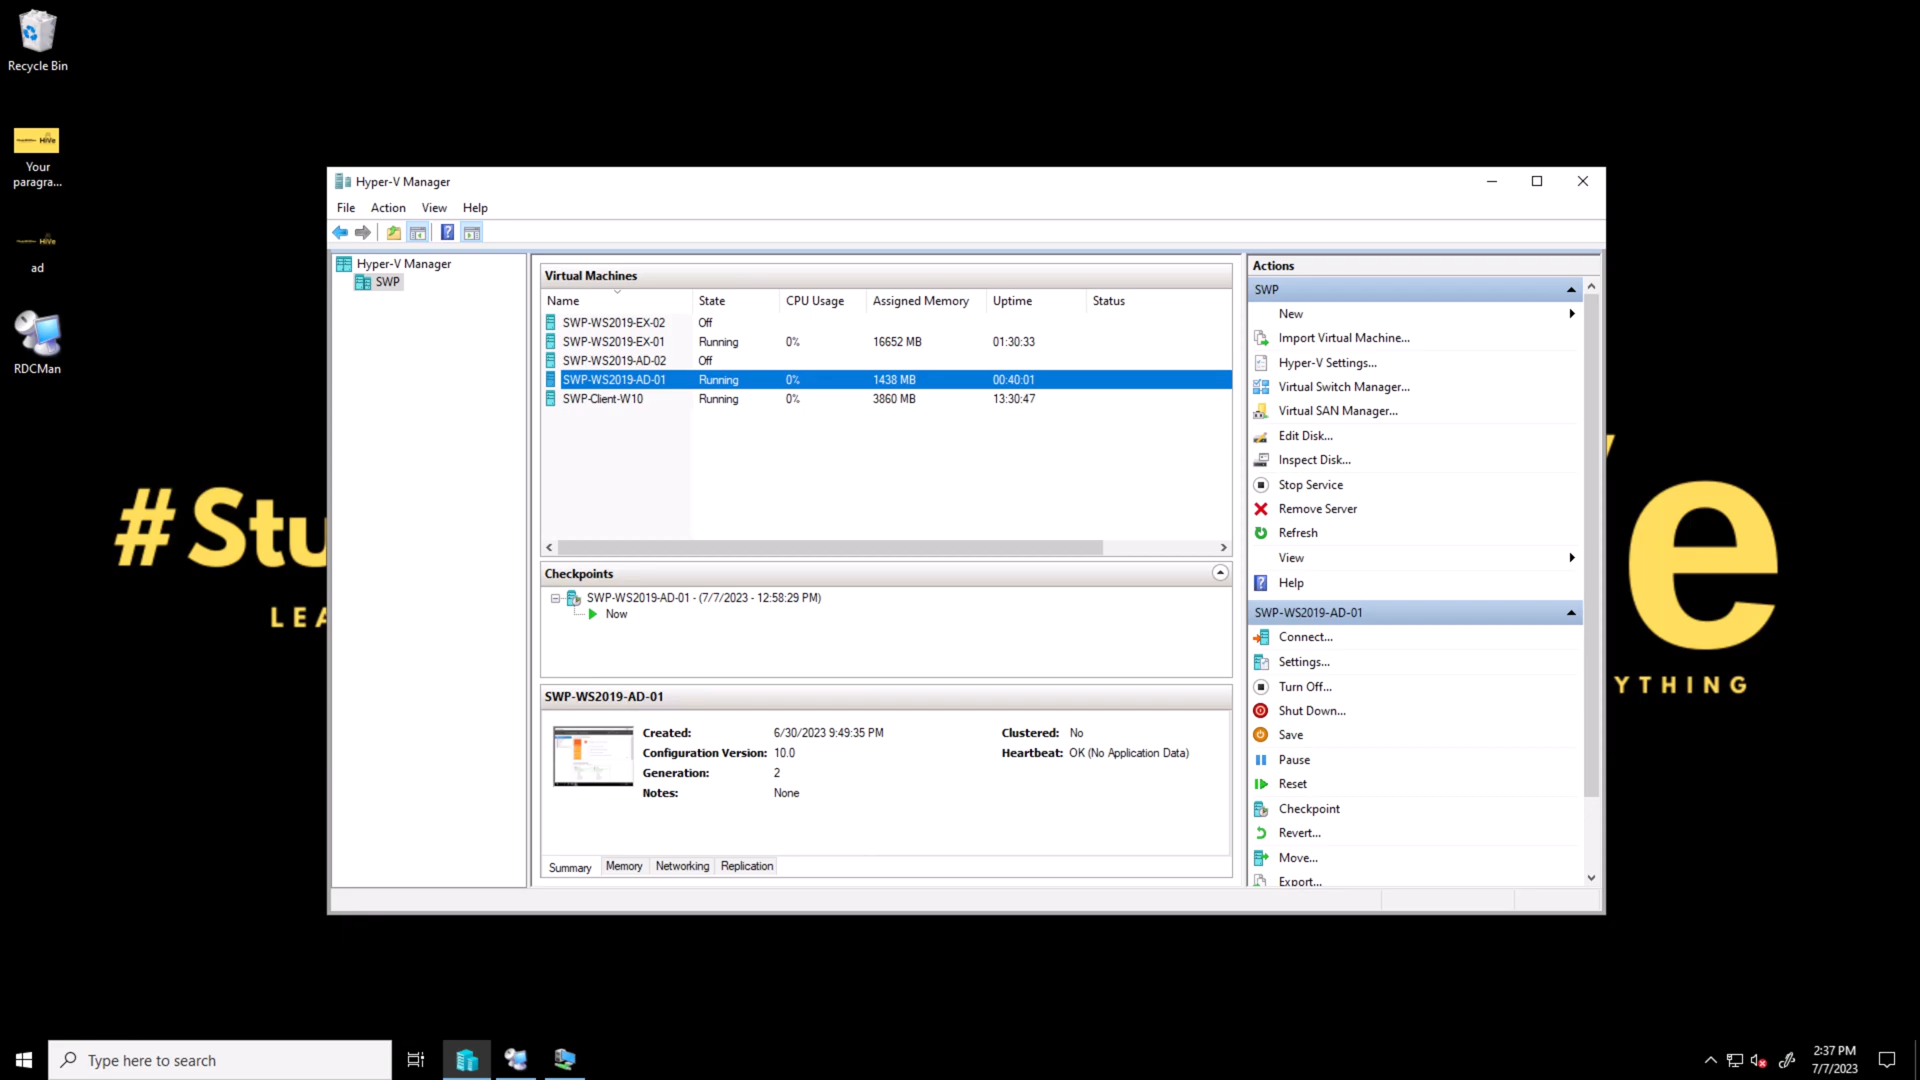 Recycle Bin
Your
paragra...
ad
RDCMan
#Stu
LEA
e
YTHING
Hyper-V Manager
File Action View Help
Hyper-V Manager
SWP
Virtual Machines
Name State CPU Usage Assigned Memory Uptime Status
SWP-WS2019-EX-02 Off
SWP-WS2019-EX-01 Running 0% 16652 MB 01:30:33
SWP-WS2019-AD-02 Off
SWP-WS2019-AD-01 Running 0% 1438 MB 00:40:01
SWP-Client-W10 Running 0% 3860 MB 13:30:47
Checkpoints
SWP-WS2019-AD-01 - (7/7/2023 - 12:58:29 PM)
Now
SWP-WS2019-AD-01
Created: 6/30/2023 9:49:35 PM Clustered: No
Configuration Version: 10.0 Heartbeat: OK (No Application Data)
Generation: 2
Notes: None
Summary Memory Networking Replication
Actions
SWP
New
Import Virtual Machine...
Hyper-V Settings...
Virtual Switch Manager...
Virtual SAN Manager...
Edit Disk...
Inspect Disk...
Stop Service
Remove Server
Refresh
View
Help
SWP-WS2019-AD-01
Connect...
Settings...
Turn Off...
Shut Down...
Save
Pause
Reset
Checkpoint
Revert...
Move...
Export...
Type here to search
2:37 PM
7/7/2023